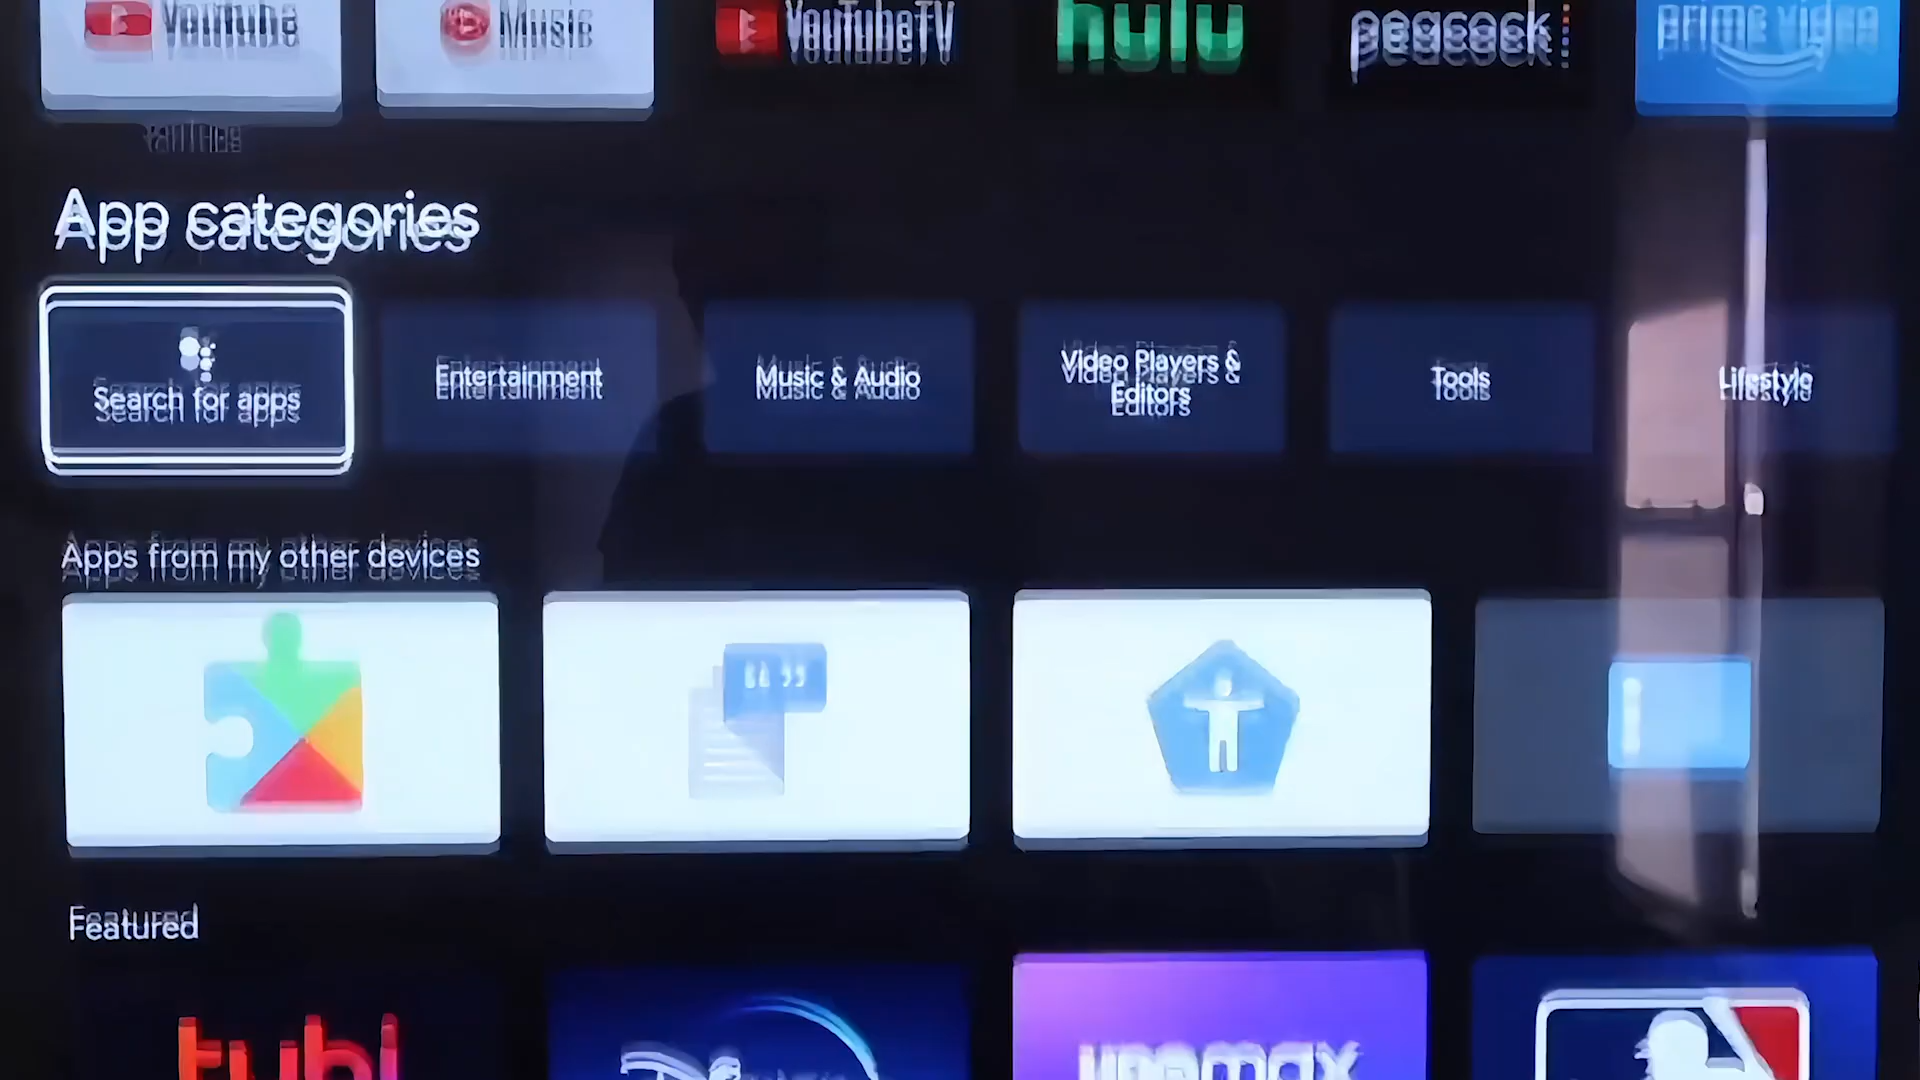 YouTube
Music
YouTubeTV
hulu
peacock
prime video
YouTube
App categories
Search for apps
Entertainment
Music & Audio
Video Players &
Editors
Tools
Lifestyle
Apps from my other devices
Featured
tubi